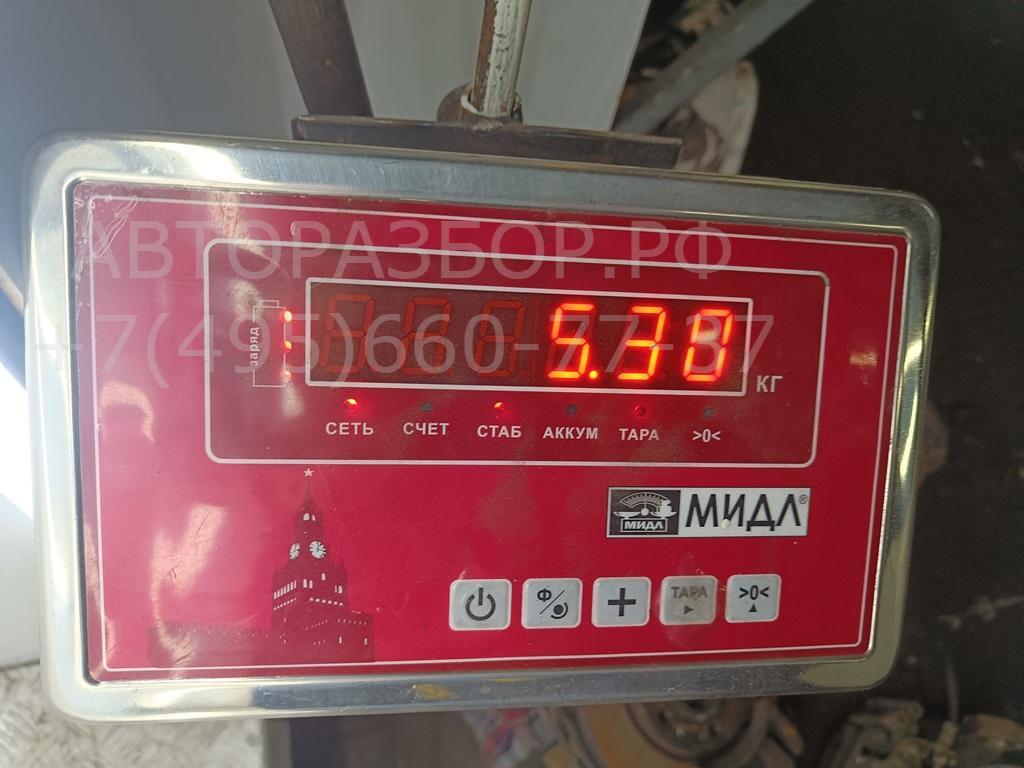 АВТОРАЗБОР.РФ
+7(495)660-77-37
заряд
5.30
КГ
СЕТЬ СЧЕТ СТАБ АККУМ ТАРА >0<
МИДЛ МИДЛ®
Ф + ТАРА >0<